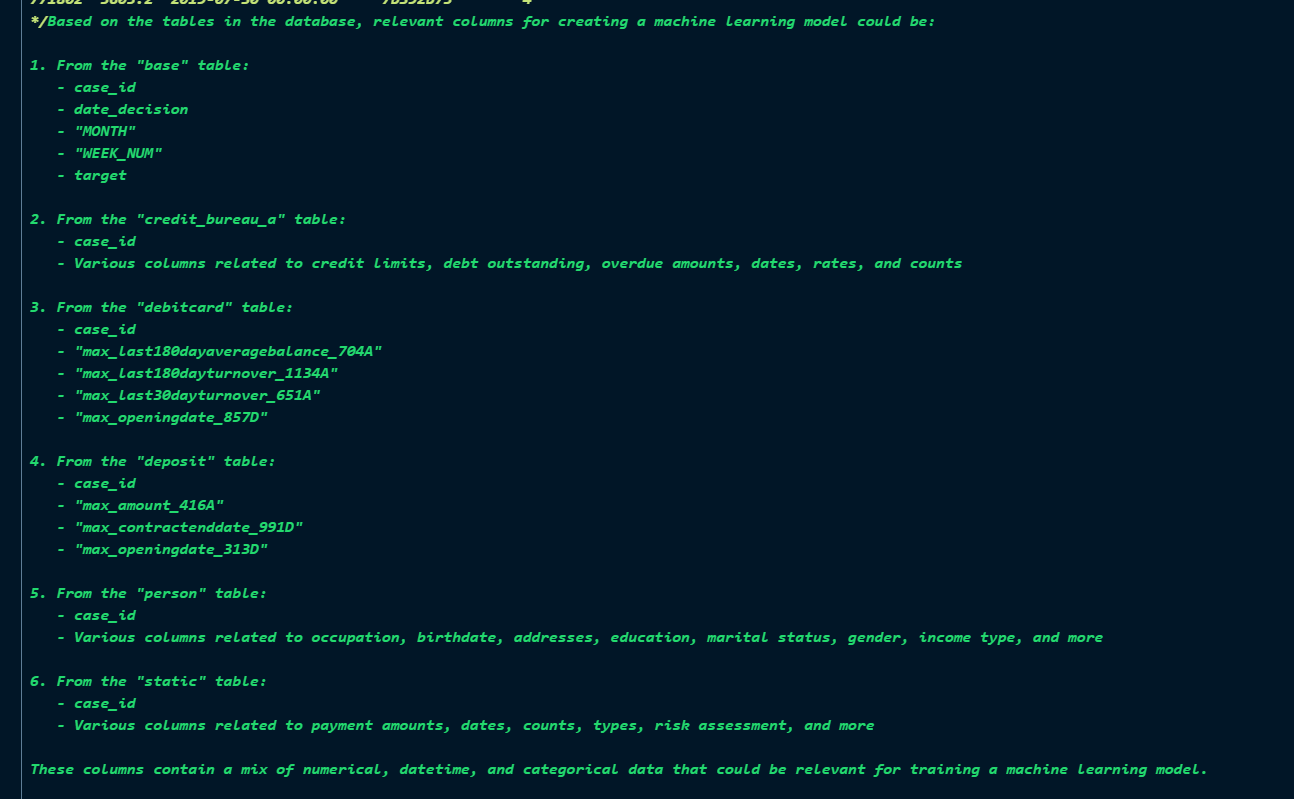 */Based on the tables in the database, relevant columns for creating a machine learning model could be:
1. From the "base" table:
- case_id
- date_decision
- "MONTH"
- "WEEK_NUM"
- target
2. From the "credit_bureau_a" table:
- case_id
- Various columns related to credit limits, debt outstanding, overdue amounts, dates, rates, and counts
3. From the "debitcard" table:
- case_id
- "max_last180dayaveragebalance_704A"
- "max_last180dayturnover_1134A"
- "max_last30dayturnover_651A"
- "max_openingdate_857D"
4. From the "deposit" table:
- case_id
- "max_amount_416A"
- "max_contractenddate_991D"
- "max_openingdate_313D"
5. From the "person" table:
- case_id
- Various columns related to occupation, birthdate, addresses, education, marital status, gender, income type, and more
6. From the "static" table:
- case_id
- Various columns related to payment amounts, dates, counts, types, risk assessment, and more
These columns contain a mix of numerical, datetime, and categorical data that could be relevant for training a machine learning model.